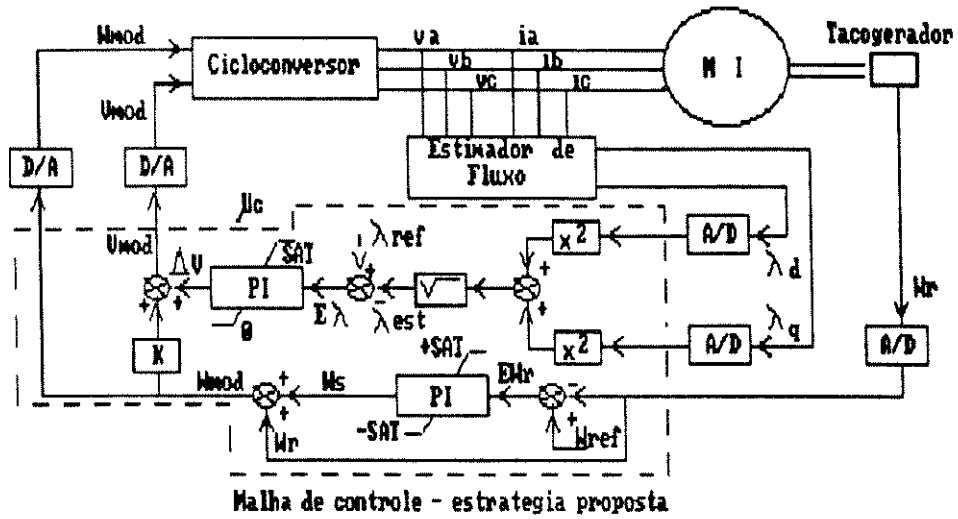 Wmod
Cicloconversor
va
ia
vb
ib
vc
ic
M I
Tacogerador
Vmod
D/A
D/A
Estimador de
Fluxo
Uc
Vmod
ΔV
SAT
PI
0
λref
+
-
Eλ
λest
√
+
+
x²
A/D
λd
x²
A/D
λq
Wr
A/D
+
+
K
Wmod
Ws
+
+
Wr
+SAT
PI
-SAT
EWr
-
+
Wref
Malha de controle - estrategia proposta